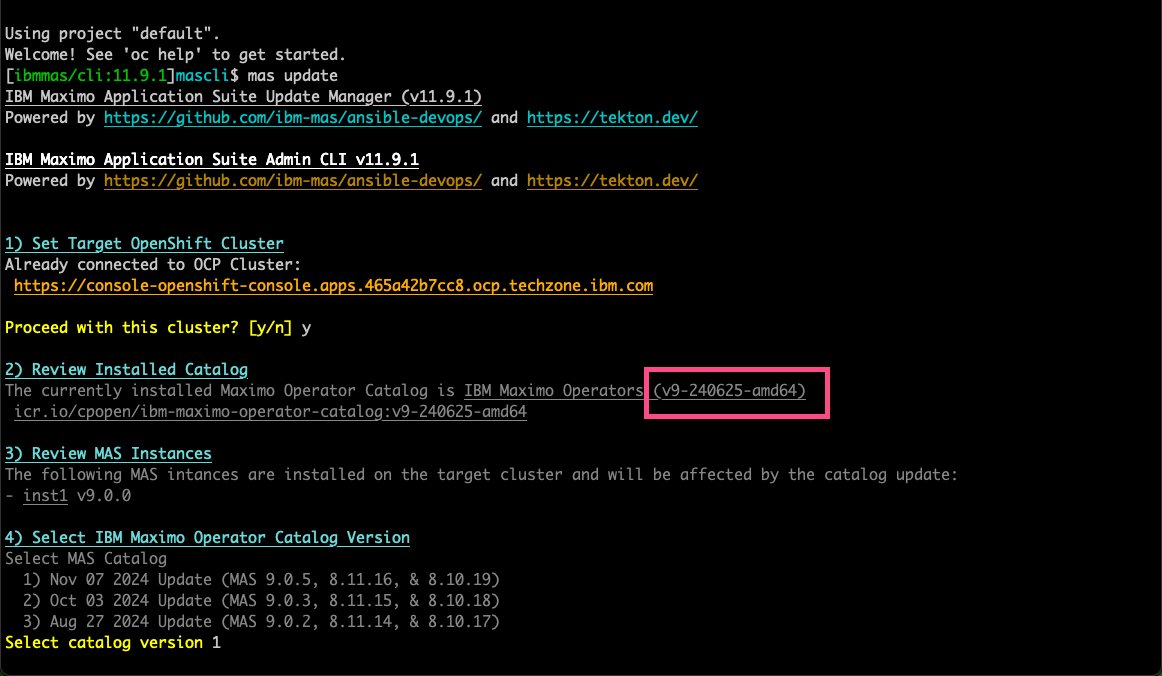 Using project "default".
Welcome! See 'oc help' to get started.
[ibmmas/cli:11.9.1]mascli$ mas update
IBM Maximo Application Suite Update Manager (v11.9.1)
Powered by https://github.com/ibm-mas/ansible-devops/ and https://tekton.dev/
IBM Maximo Application Suite Admin CLI v11.9.1
Powered by https://github.com/ibm-mas/ansible-devops/ and https://tekton.dev/
1) Set Target OpenShift Cluster
Already connected to OCP Cluster:
https://console-openshift-console.apps.465a42b7cc8.ocp.techzone.ibm.com
Proceed with this cluster? [y/n] y
2) Review Installed Catalog
The currently installed Maximo Operator Catalog is IBM Maximo Operators (v9-240625-amd64)
icr.io/cpopen/ibm-maximo-operator-catalog:v9-240625-amd64
3) Review MAS Instances
The following MAS intances are installed on the target cluster and will be affected by the catalog update:
- inst1 v9.0.0
4) Select IBM Maximo Operator Catalog Version
Select MAS Catalog
1) Nov 07 2024 Update (MAS 9.0.5, 8.11.16, & 8.10.19)
2) Oct 03 2024 Update (MAS 9.0.3, 8.11.15, & 8.10.18)
3) Aug 27 2024 Update (MAS 9.0.2, 8.11.14, & 8.10.17)
Select catalog version 1